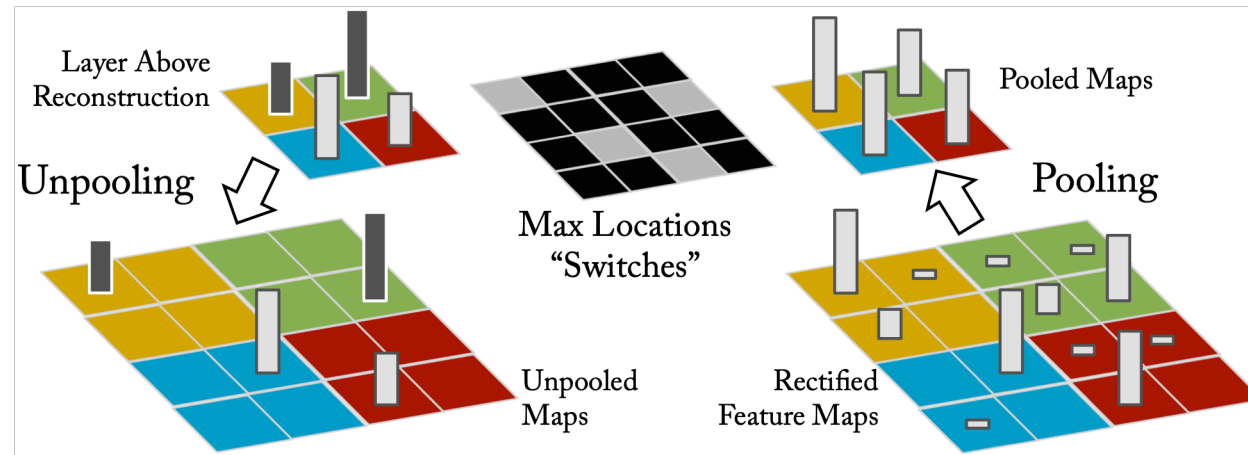 Layer Above
Reconstruction
Pooled Maps
Unpooling
Pooling
Max Locations
“Switches”
Unpooled
Maps
Rectified
Feature Maps